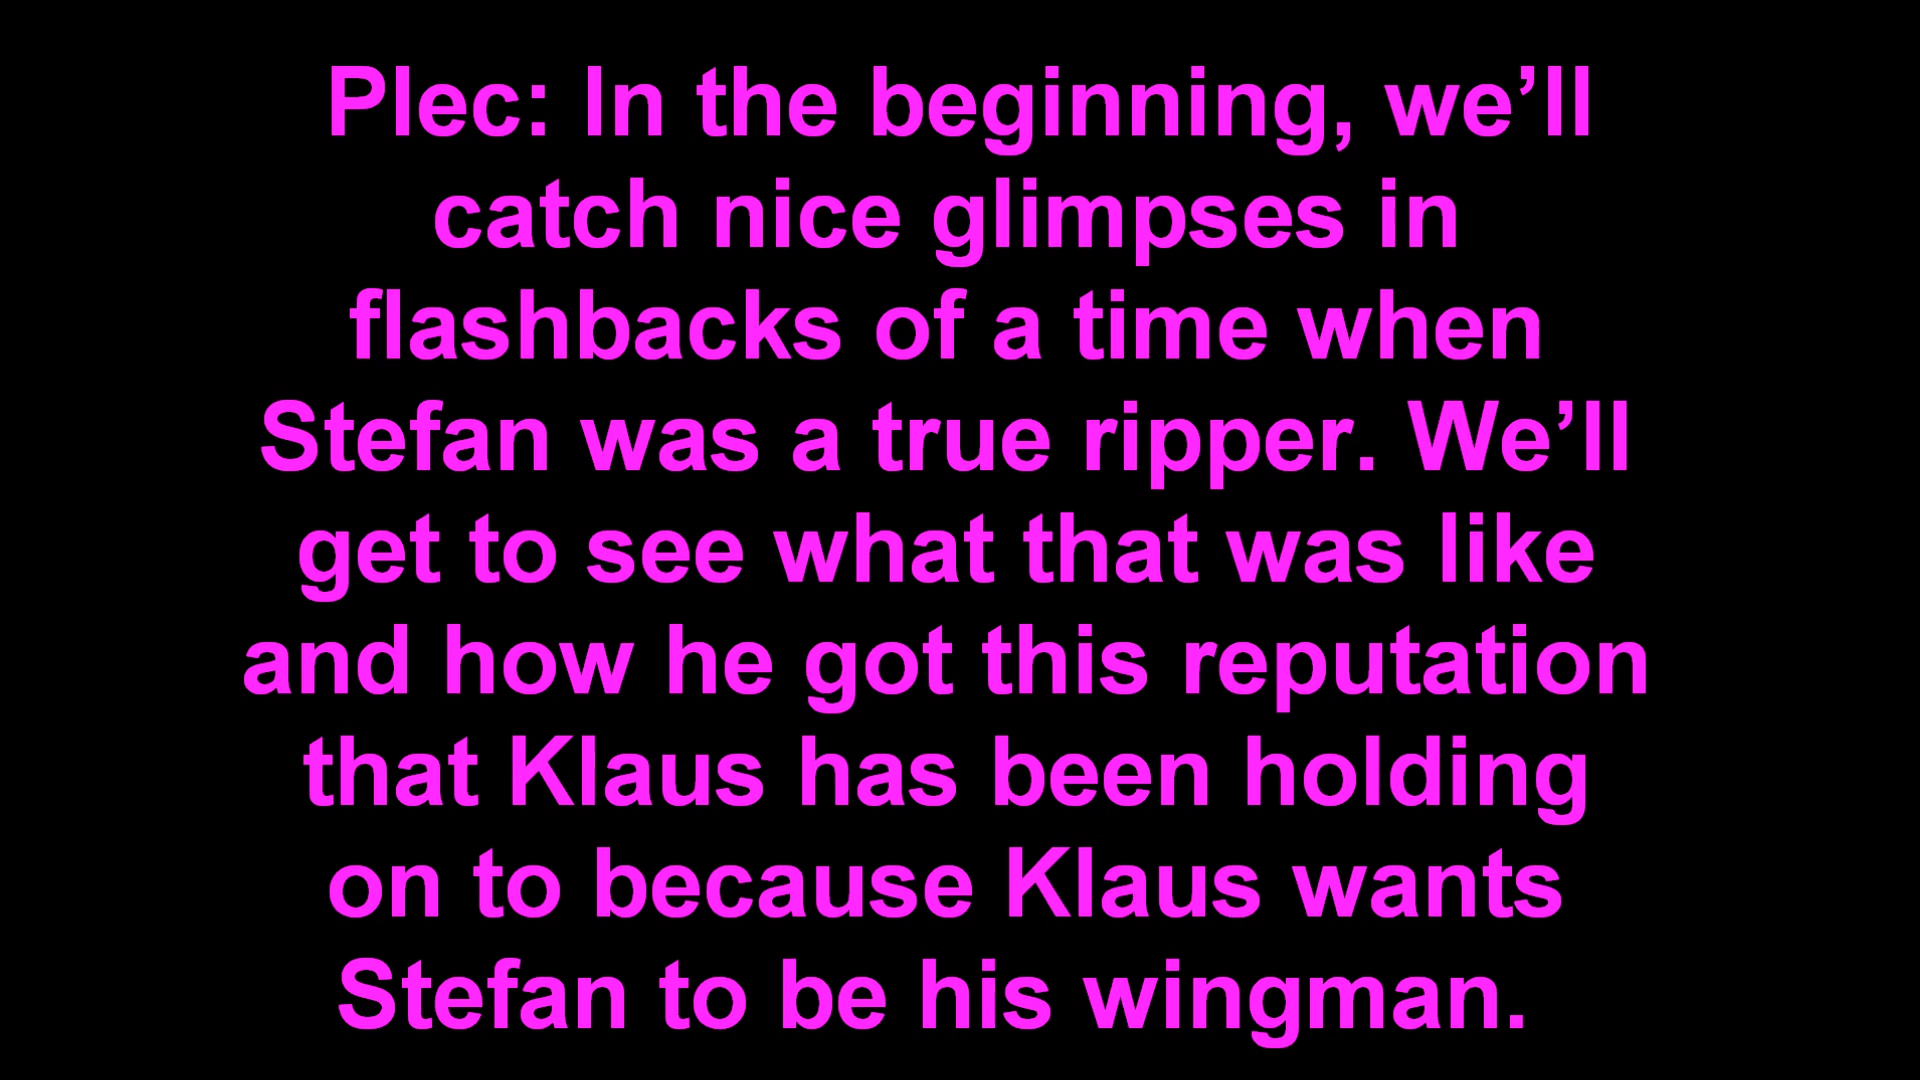 Plec: In the beginning, we’ll
catch nice glimpses in
flashbacks of a time when
Stefan was a true ripper. We’ll
get to see what that was like
and how he got this reputation
that Klaus has been holding
on to because Klaus wants
Stefan to be his wingman.